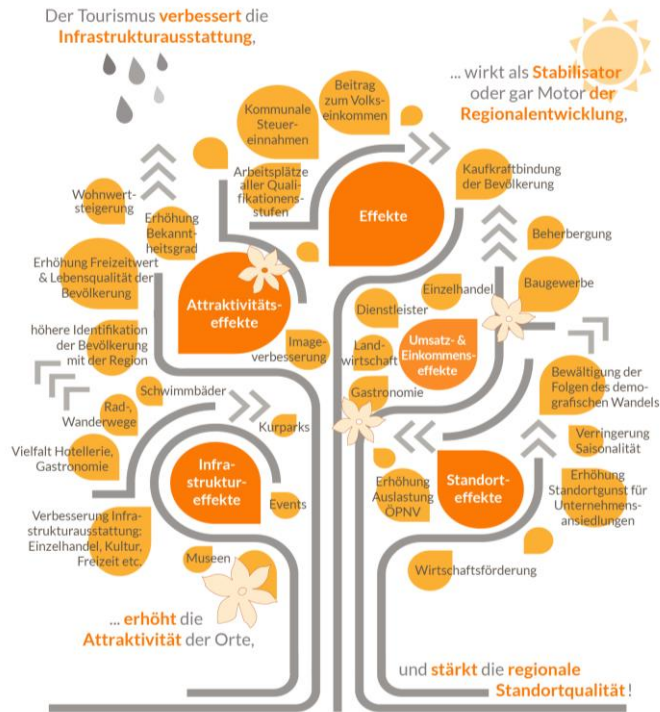 Der Tourismus verbessert die
Infrastrukturausstattung,
... wirkt als Stabilisator
oder gar Motor der
Regionalentwicklung,
Beitrag
zum Volks-
einkommen
Kommunale
Steuer-
einnahmen
Arbeitsplätze
aller Quali-
fikationens-
stufen
Effekte
Kaufkraftbindung
der Bevölkerung
Wohnwert-
steigerung
Erhöhung
Bekannt-
heitsgrad
Erhöhung Freizeitwert
& Lebensqualität der
Bevölkerung
Attraktivitäts-
effekte
höhere Identifikation
der Bevölkerung
mit der Region
Image-
verbesserung
Beherbergung
Baugewerbe
Einzelhandel
Dienstleister
Land-
wirtschaft
Umsatz- &
Einkommens-
effekte
Gastronomie
Bewältigung der
Folgen des demo-
grafischen Wandels
Schwimmbäder
Rad-,
Wanderwege
Kurparks
Vielfalt Hotellerie,
Gastronomie
Infra-
struktur-
effekte
Events
Verbesserung Infra-
strukturausstattung:
Einzelhandel, Kultur,
Freizeit etc.
Museen
Verringerung
Saisonalität
Erhöhung
Auslastung
ÖPNV
Standort-
effekte
Erhöhung
Standortgunst für
Unternehmens-
ansiedlungen
Wirtschaftsförderung
... erhöht die
Attraktivität der Orte,
und stärkt die regionale
Standortqualität!